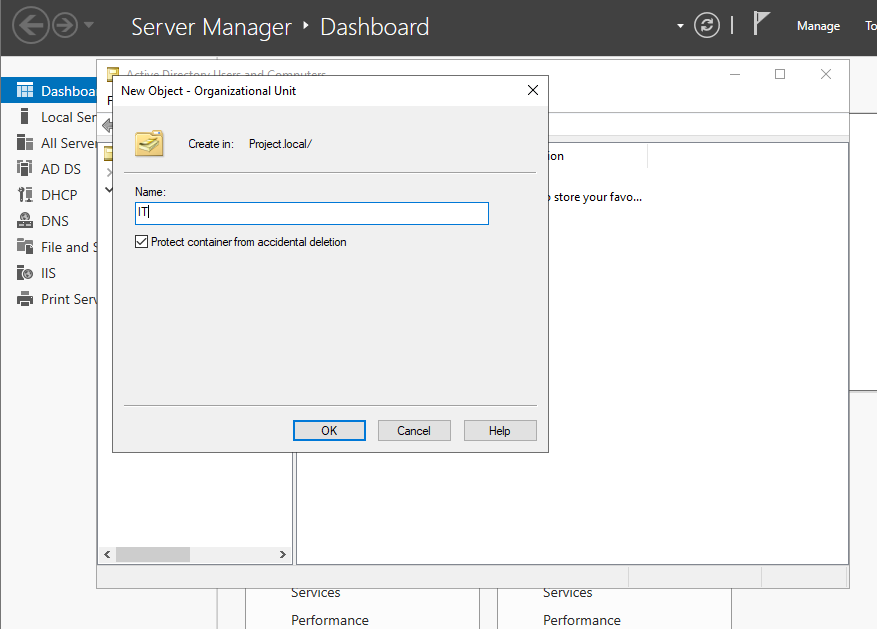 Server Manager ‣ Dashboard
Manage
To
Active Directory Users and Computers
New Object - Organizational Unit
Create in: Project.local/
Name:
IT
Protect container from accidental deletion
OK
Cancel
Help
Dashboa
Local Ser
All Server
AD DS
DHCP
DNS
File and S
IIS
Print Serv
F
ion
o store your favo...
Services
Performance
Services
Performance